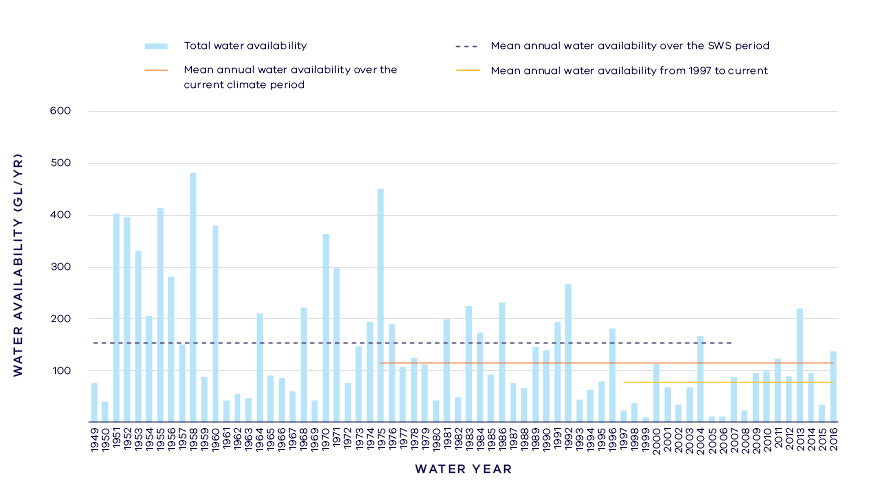 Total water availability
Mean annual water availability over the SWS period
Mean annual water availability over the
current climate period
Mean annual water availability from 1997 to current
WATER AVAILABILITY (GL/YR)
600
500
400
300
200
100
1949 1950 1951 1952 1953 1954 1955 1956 1957 1958 1959 1960 1961 1962 1963 1964 1965 1966 1967 1968 1969 1970 1971 1972 1973 1974 1975 1976 1977 1978 1979 1980 1981 1982 1983 1984 1985 1986 1987 1988 1989 1990 1991 1992 1993 1994 1995 1996 1997 1998 1999 2000 2001 2002 2003 2004 2005 2006 2007 2008 2009 2010 2011 2012 2013 2014 2015 2016
WATER YEAR